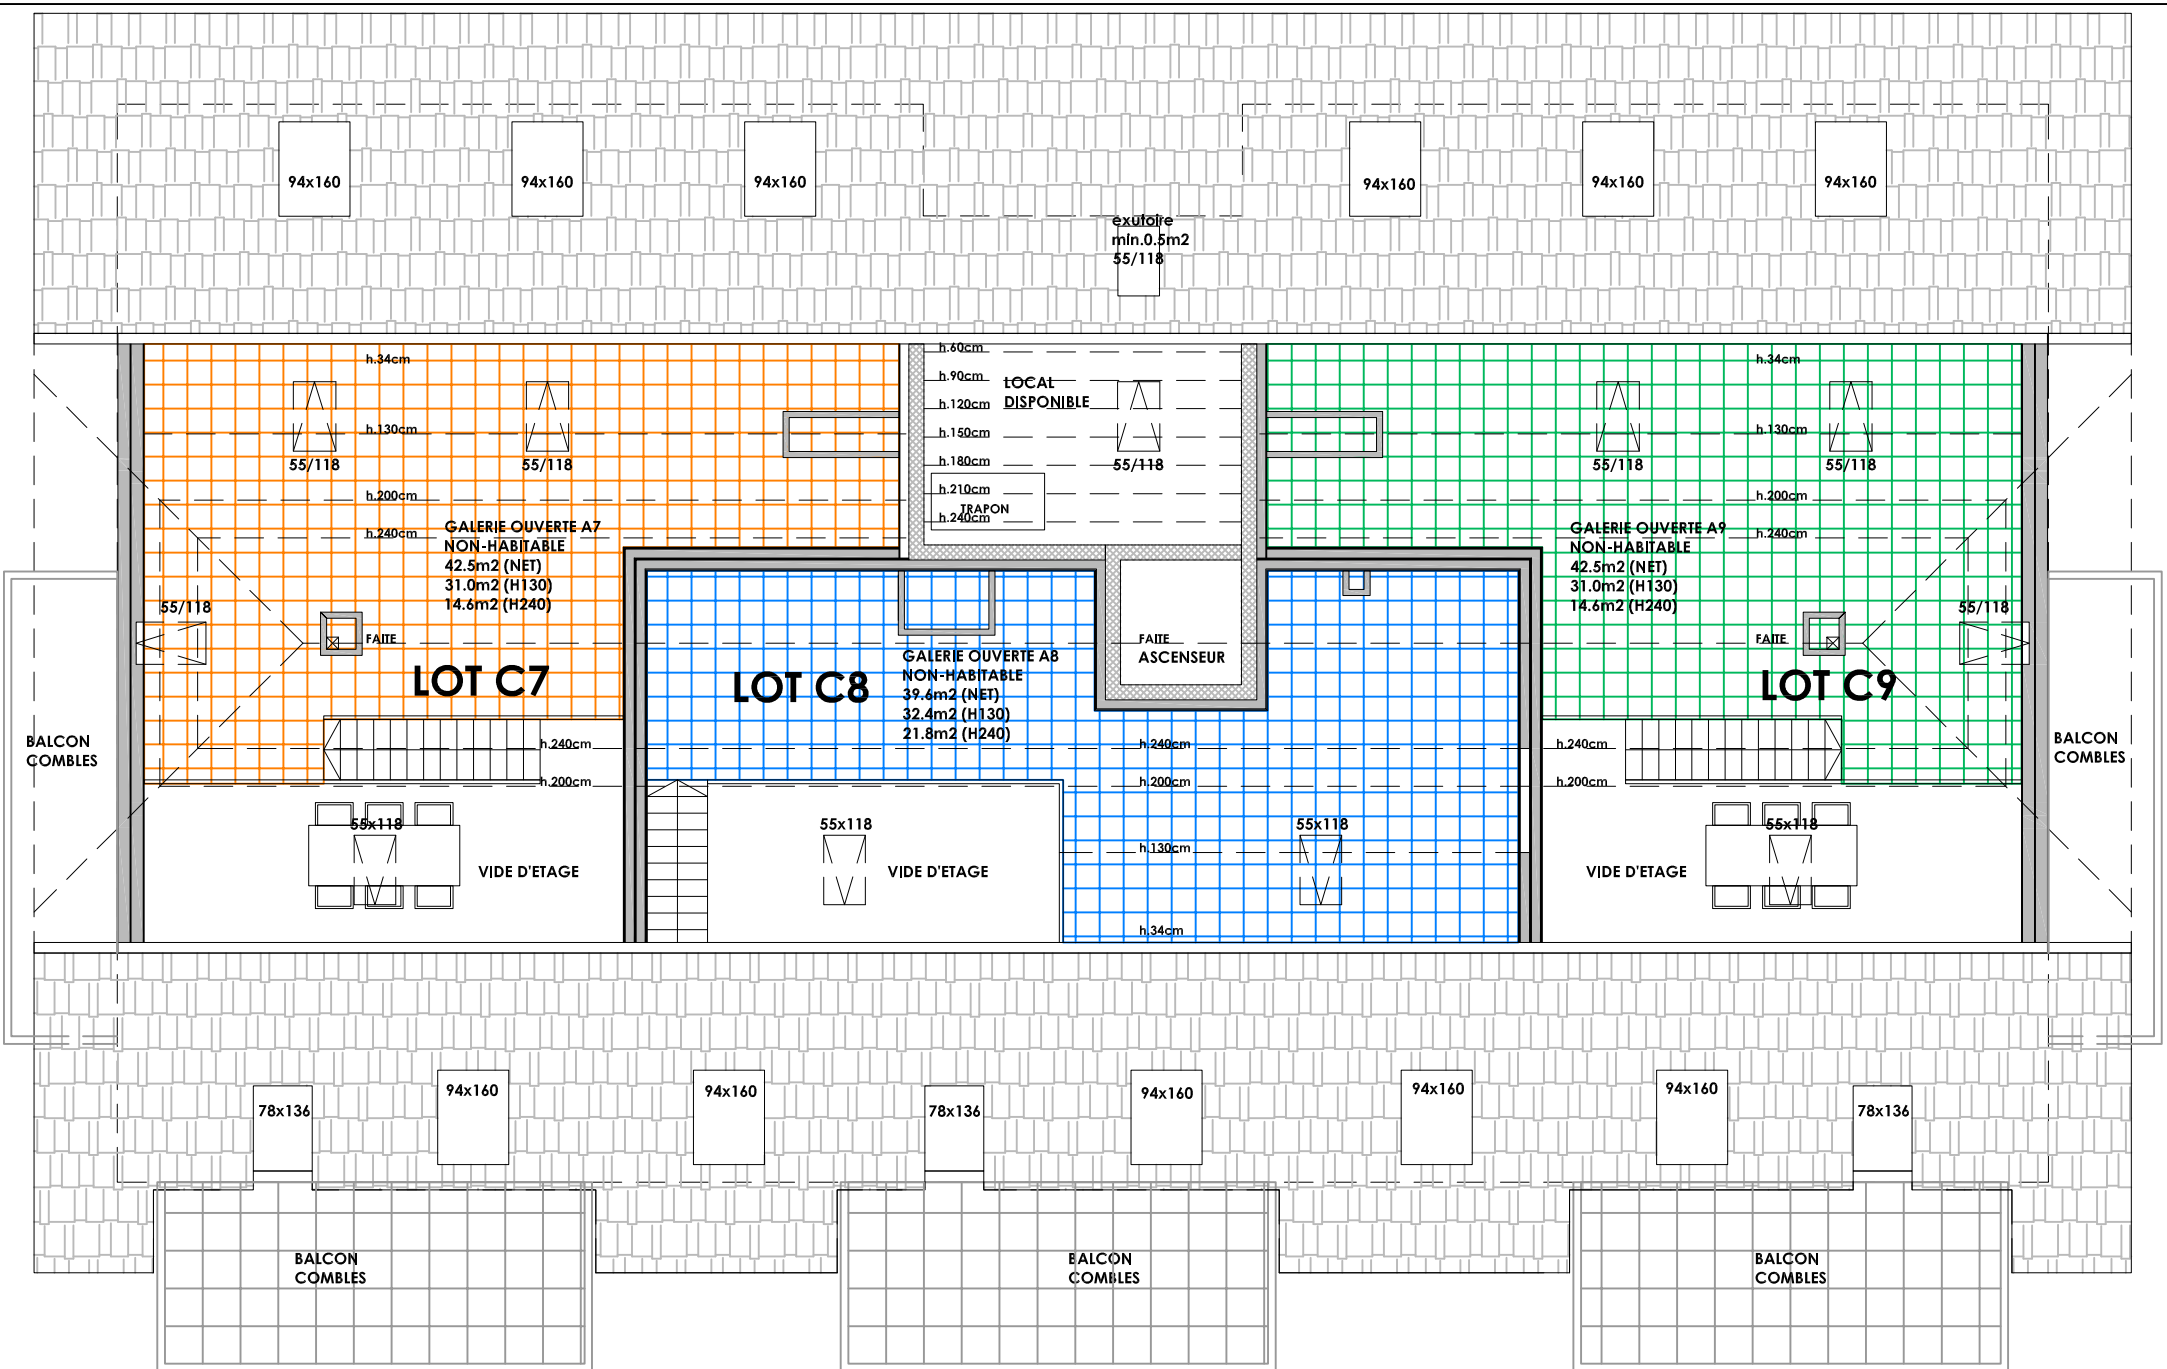 94x160
94x160
94x160
94x160
94x160
94x160
exutoire
min.0.5m2
55/118
h.34cm
h.130cm
55/118
55/118
h.200cm
h.240cm
GALERIE OUVERTE A7
NON-HABITABLE
42.5m2 (NET)
31.0m2 (H130)
14.6m2 (H240)
55/118
FAITE
LOT C7
h.240cm
h.200cm
BALCON
COMBLES
55x118
VIDE D'ETAGE
h.60cm
h.90cm
h.120cm
h.150cm
h.180cm
h.210cm
h.240cm
LOCAL
DISPONIBLE
55/118
TRAPON
FAITE
ASCENSEUR
LOT C8
GALERIE OUVERTE A8
NON-HABITABLE
39.6m2 (NET)
32.4m2 (H130)
21.8m2 (H240)
h.240cm
h.200cm
55x118
VIDE D'ETAGE
55x118
h.130cm
h.34cm
h.34cm
h.130cm
55/118
55/118
h.200cm
h.240cm
GALERIE OUVERTE A9
NON-HABITABLE
42.5m2 (NET)
31.0m2 (H130)
14.6m2 (H240)
55/118
FAITE
LOT C9
h.240cm
h.200cm
BALCON
COMBLES
55x118
VIDE D'ETAGE
78x136
94x160
94x160
78x136
94x160
94x160
94x160
78x136
BALCON
COMBLES
BALCON
COMBLES
BALCON
COMBLES